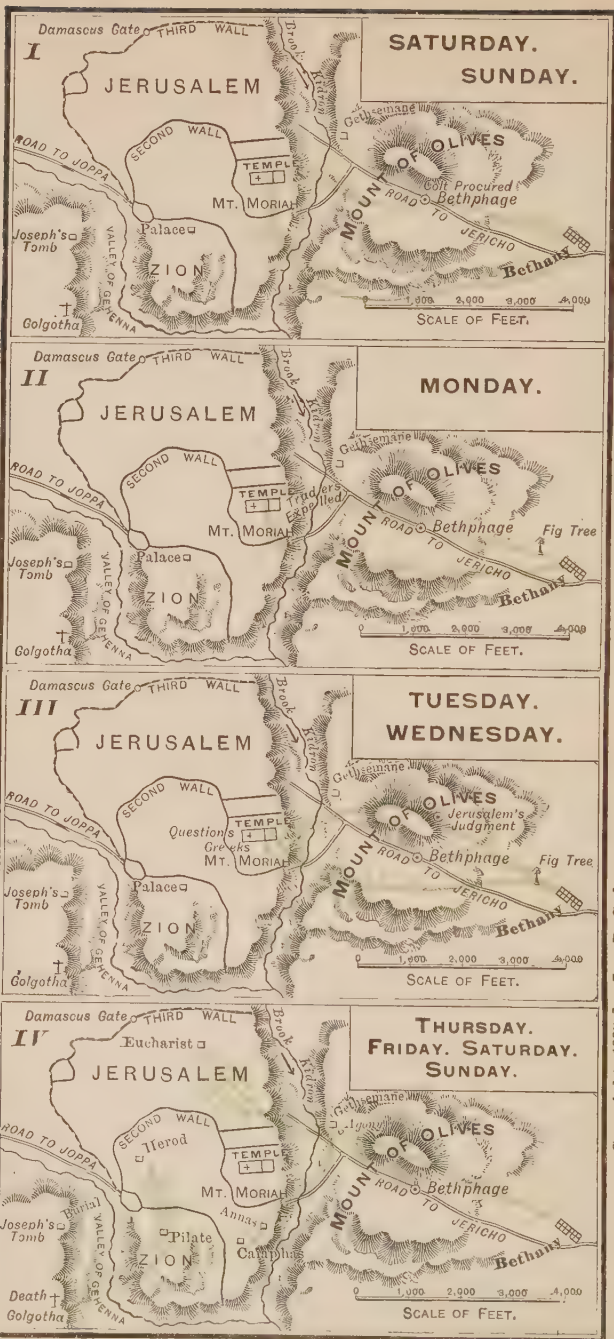 I
Damascus Gate
THIRD WALL
Brook
Kidron
SATURDAY.
SUNDAY.
JERUSALEM
Gethsemane
SECOND WALL
MOUNT OF OLIVES
ROAD TO JOPPA
TEMPLE
Colt Procured
Bethphage
MT. MORIAH
ROAD TO JERICHO
Joseph's
Tomb
Palace
VALLEY OF GEHENNA
ZION
Bethany
Golgotha
0 1,000 2,000 3,000 4,000
SCALE OF FEET.
II
Damascus Gate
THIRD WALL
Brook
Kidron
MONDAY.
JERUSALEM
Gethsemane
SECOND WALL
MOUNT OF OLIVES
ROAD TO JOPPA
TEMPLE
Traders
Expelled
MT. MORIAH
Bethphage
Fig Tree
ROAD TO JERICHO
Joseph's
Tomb
Palace
VALLEY OF GEHENNA
ZION
Bethany
Golgotha
0 1,000 2,000 3,000 4,000
SCALE OF FEET.
III
Damascus Gate
THIRD WALL
Brook
Kidron
TUESDAY.
WEDNESDAY.
JERUSALEM
Gethsemane
SECOND WALL
MOUNT OF OLIVES
Jerusalem's
Judgment
ROAD TO JOPPA
TEMPLE
Questions
Greeks
MT. MORIAH
Bethphage
Fig Tree
ROAD TO JERICHO
Joseph's
Tomb
Palace
VALLEY OF GEHENNA
ZION
Bethany
Golgotha
0 1,000 2,000 3,000 4,000
SCALE OF FEET.
IV
Damascus Gate
THIRD WALL
Brook
Kidron
THURSDAY.
FRIDAY. SATURDAY.
SUNDAY.
Eucharist
JERUSALEM
Gethsemane
SECOND WALL
MOUNT OF OLIVES
Herod
ROAD TO JOPPA
TEMPLE
MT. MORIAH
Bethphage
ROAD TO JERICHO
Burial
Joseph's
Tomb
Annas
VALLEY OF GEHENNA
Pilate
Caiaphas
ZION
Bethany
Death
Golgotha
0 1,000 2,000 3,000 4,000
SCALE OF FEET.